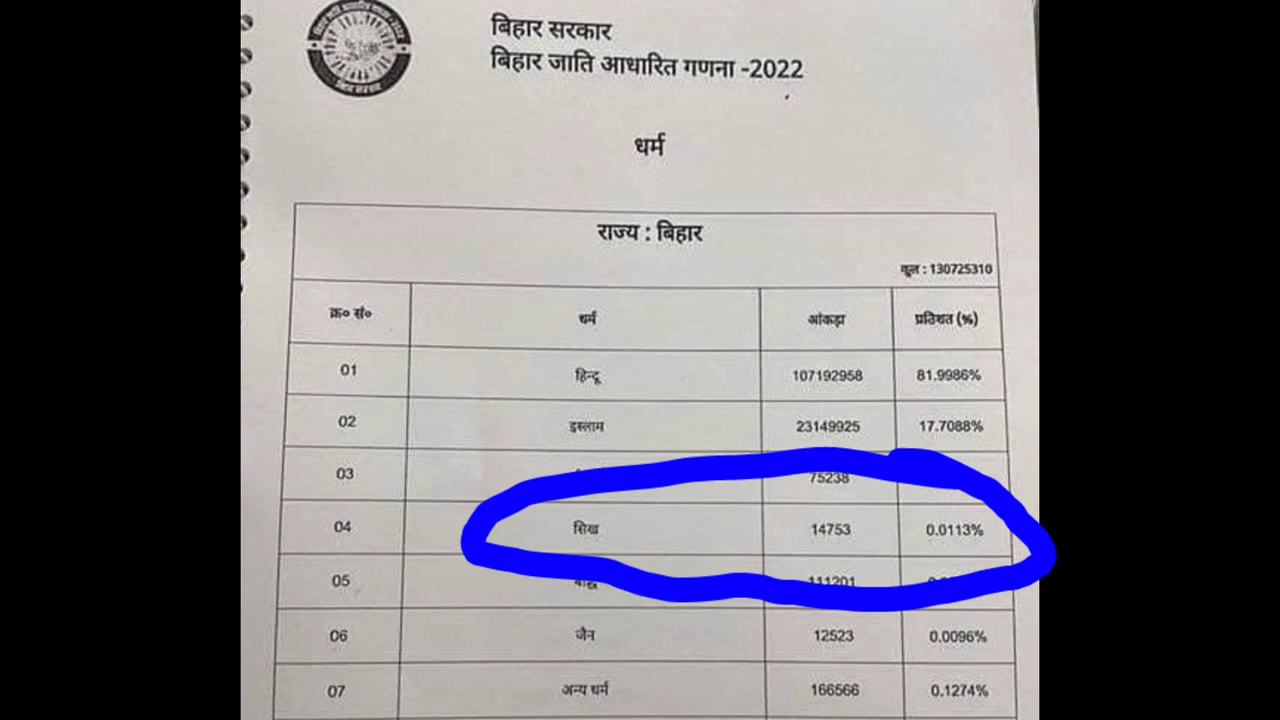 बिहार सरकार
बिहार जाति आधारित गणना -2022
धर्म
राज्य : बिहार
कूल : 130725310
क्र० सं० धर्म आंकड़ा प्रतिशत (%)
01 हिन्दू 107192958 81.9986%
02 इस्लाम 23149925 17.7088%
03 75238
04 सिख 14753 0.0113%
05 111201
06 जैन 12523 0.0096%
07 अन्य धर्म 166566 0.1274%